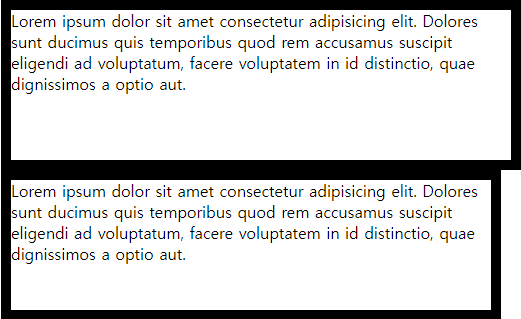 Lorem ipsum dolor sit amet consectetur adipisicing elit. Dolores
sunt ducimus quis temporibus quod rem accusamus suscipit
eligendi ad voluptatum, facere voluptatem in id distinctio, quae
dignissimos a optio aut.
Lorem ipsum dolor sit amet consectetur adipisicing elit. Dolores
sunt ducimus quis temporibus quod rem accusamus suscipit
eligendi ad voluptatum, facere voluptatem in id distinctio, quae
dignissimos a optio aut.